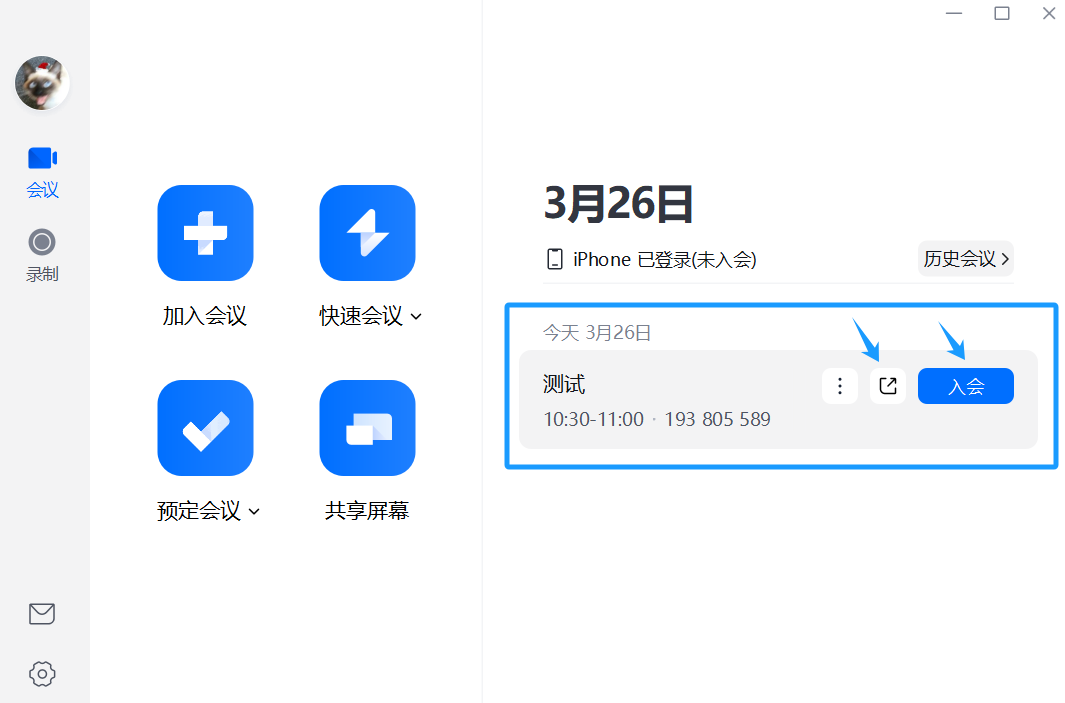 会议
录制
加入会议
快速会议
预定会议
共享屏幕
3月26日
iPhone 已登录(未入会)
历史会议
今天 3月26日
测试
入会
10:30-11:00 · 193 805 589